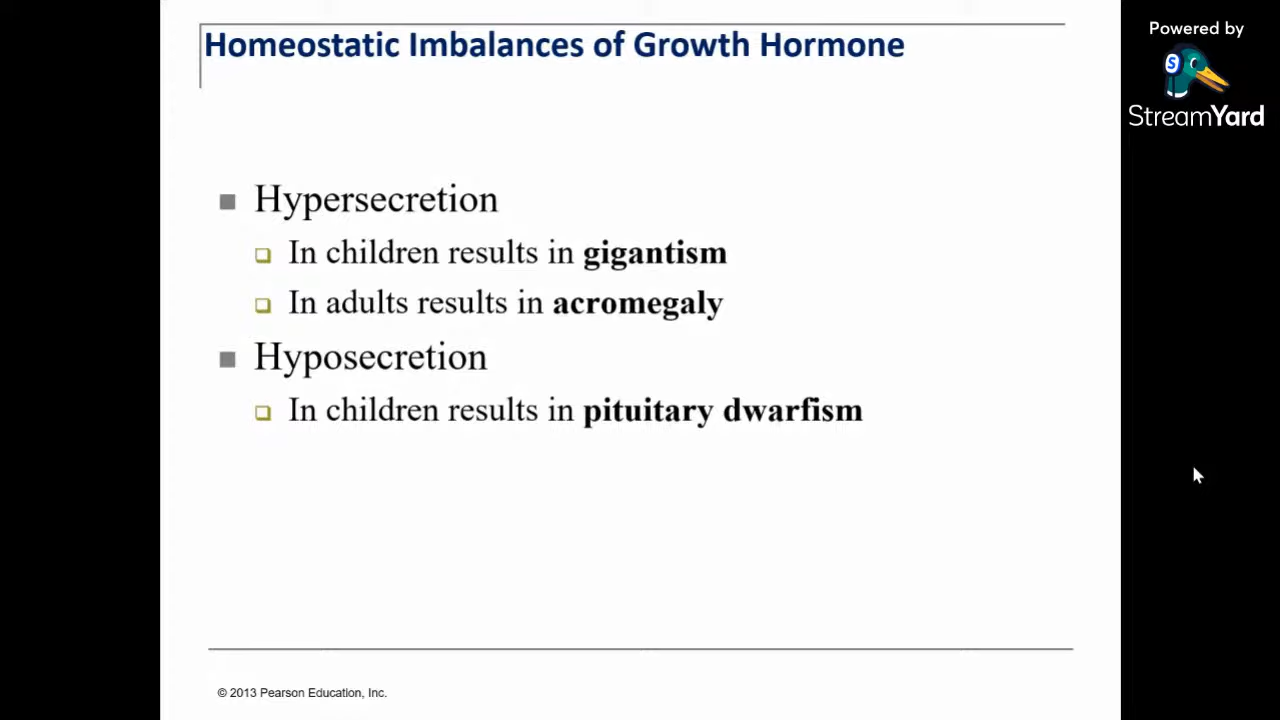 Homeostatic Imbalances of Growth Hormone
Powered by
S
StreamYard
Hypersecretion
In children results in gigantism
In adults results in acromegaly
Hyposecretion
In children results in pituitary dwarfism
© 2013 Pearson Education, Inc.